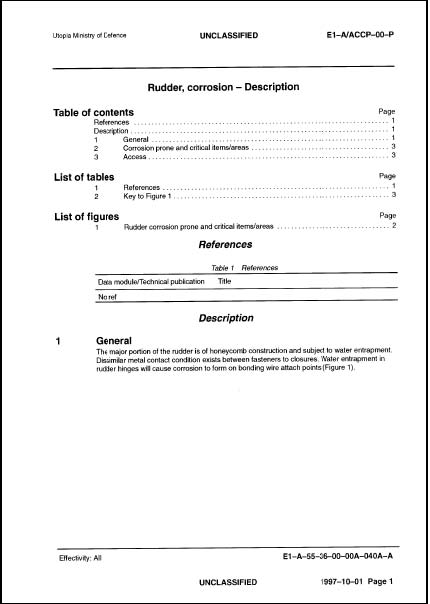 Utopia Ministry of Defence UNCLASSIFIED E1–A/ACCP–00–P
Rudder, corrosion – Description
Table of contents Page
References ........ 1
Description ........ 1
1 General ........ 1
2 Corrosion prone and critical items/areas ........ 3
3 Access ........ 3
List of tables Page
1 References ........ 1
2 Key to Figure 1 ........ 3
List of figures Page
1 Rudder corrosion prone and critical items/areas ........ 2
References
Table 1 References
Data module/Technical publication Title
No ref
Description
1 General
The major portion of the rudder is of honeycomb construction and subject to water entrapment.
Dissimilar metal contact condition exists between fasteners to closures. Water entrapment in
rudder hinges will cause corrosion to form on bonding wire attach points (Figure 1).
Effectivity: All E1–A–55–36–00–00A–040A–A
UNCLASSIFIED 1997–10–01 Page 1